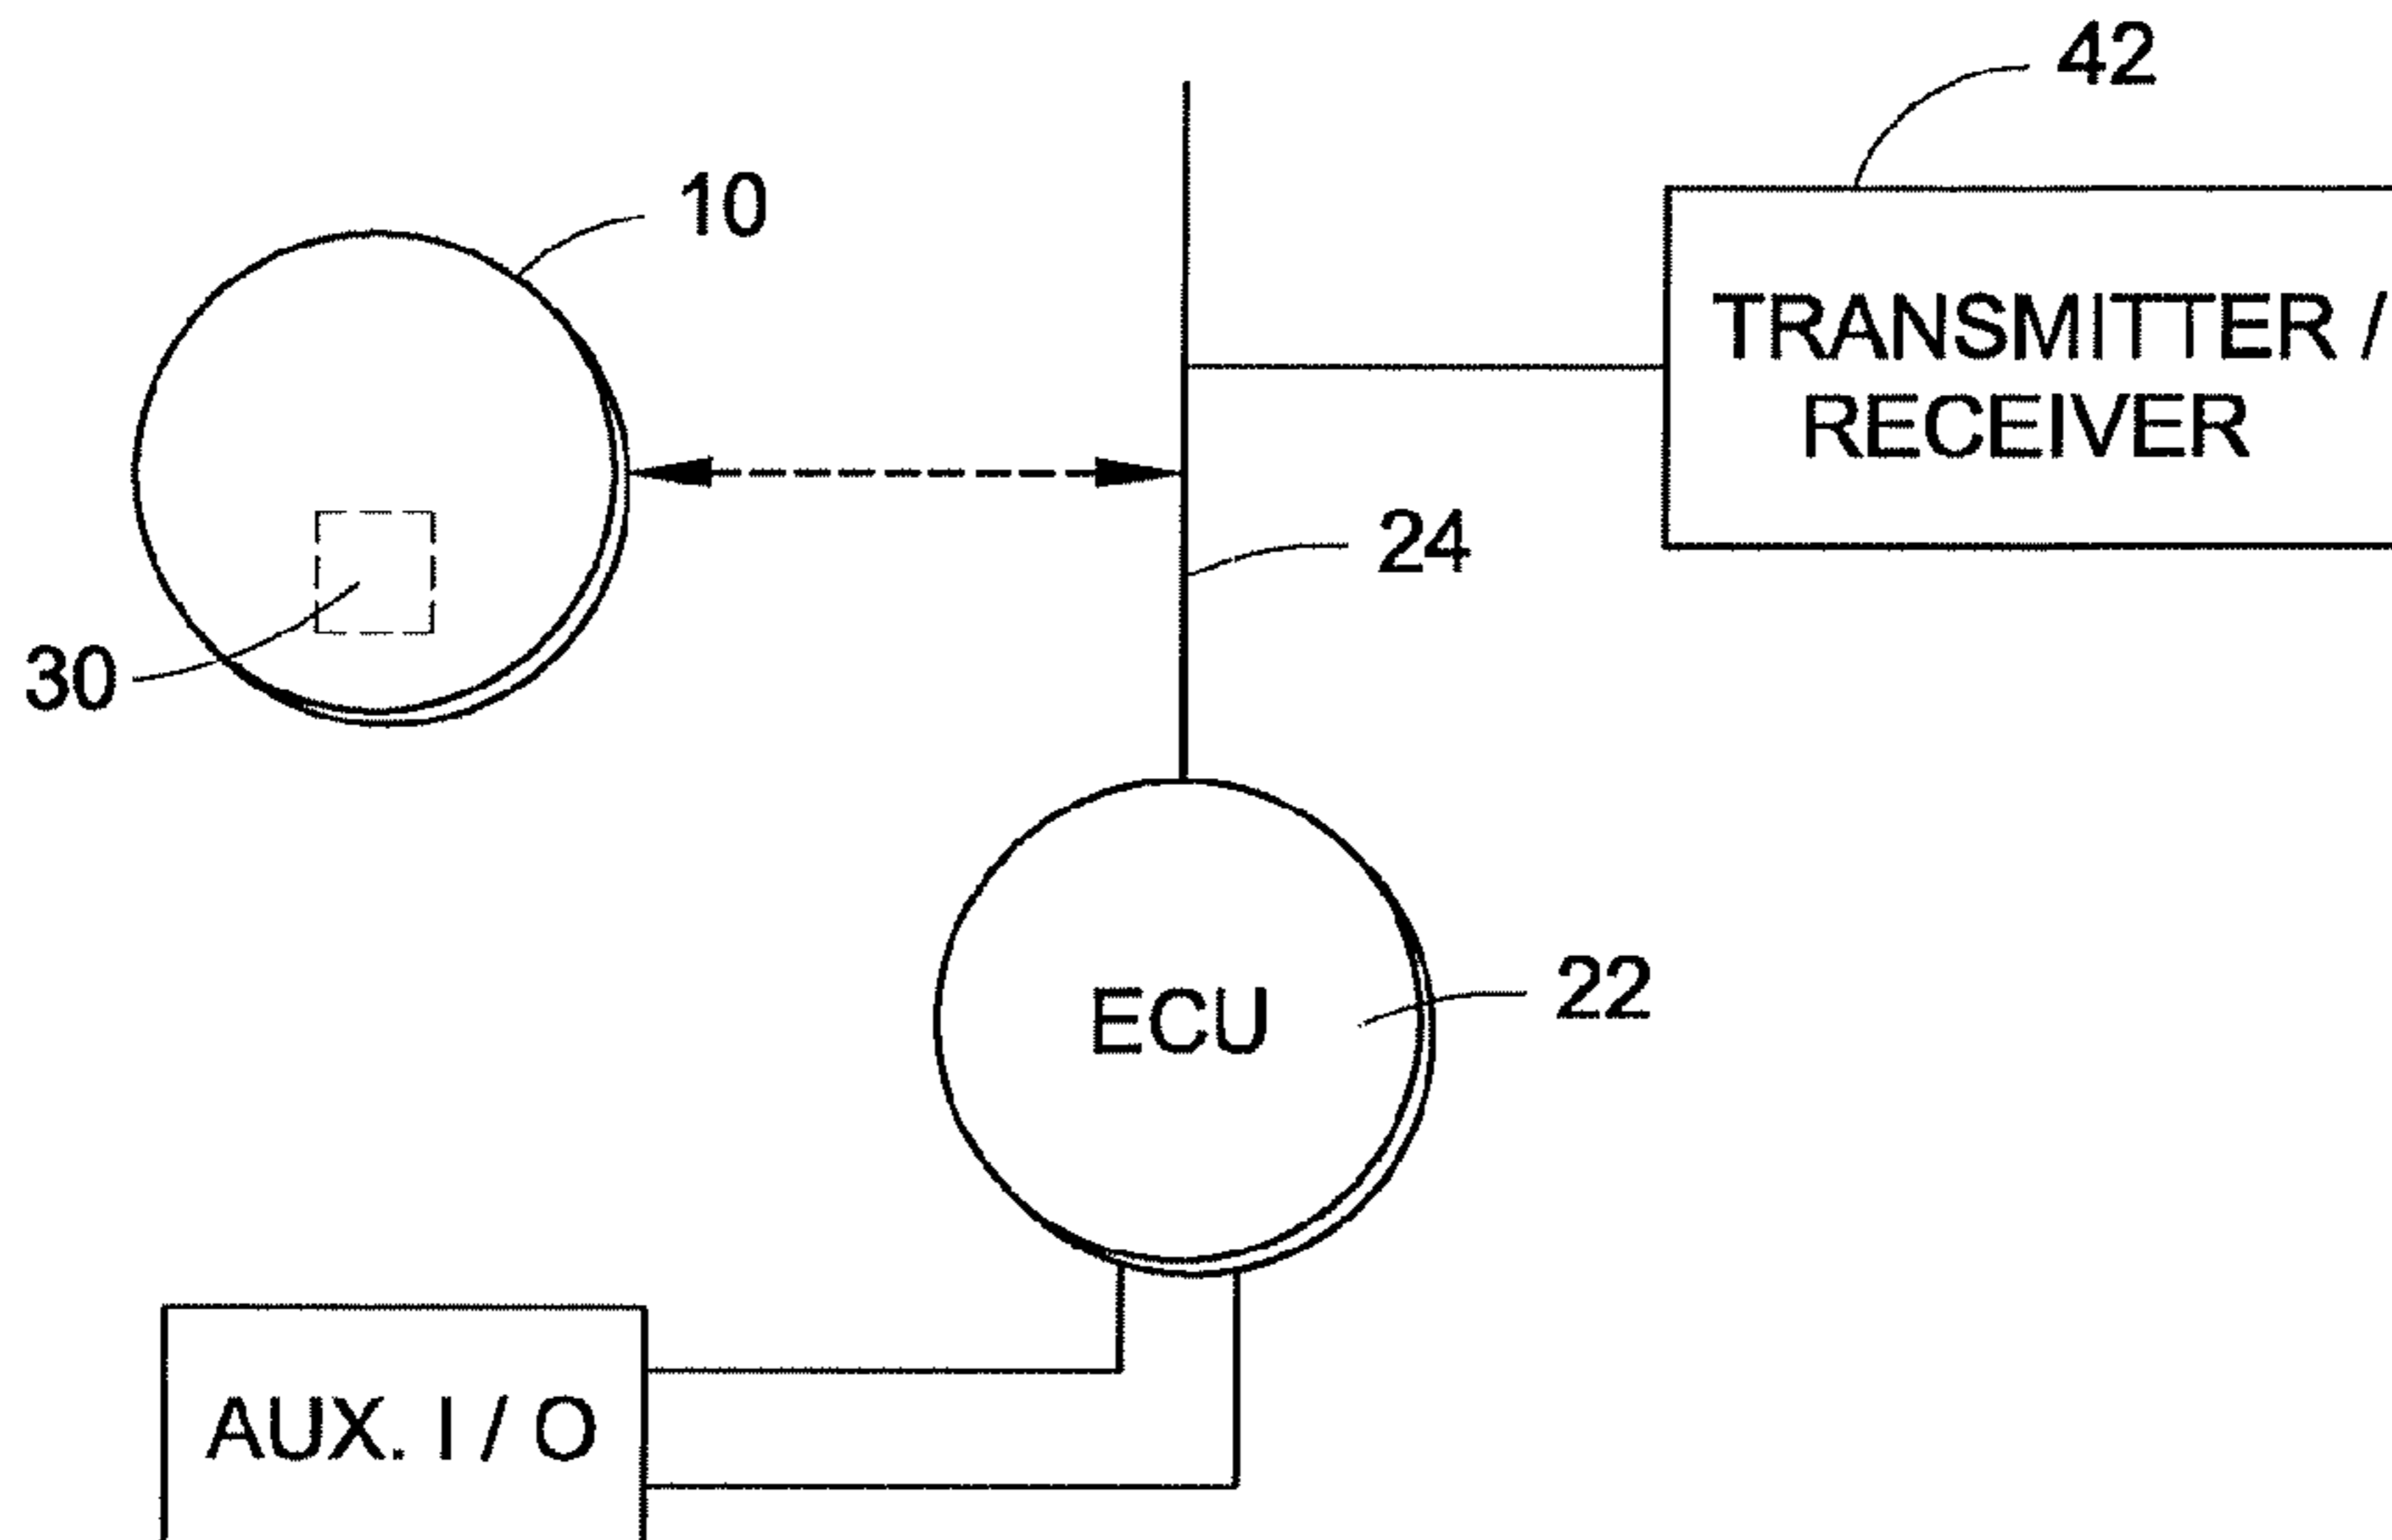 42
10
TRANSMITTER /
RECEIVER
24
30
ECU
22
AUX. I / O